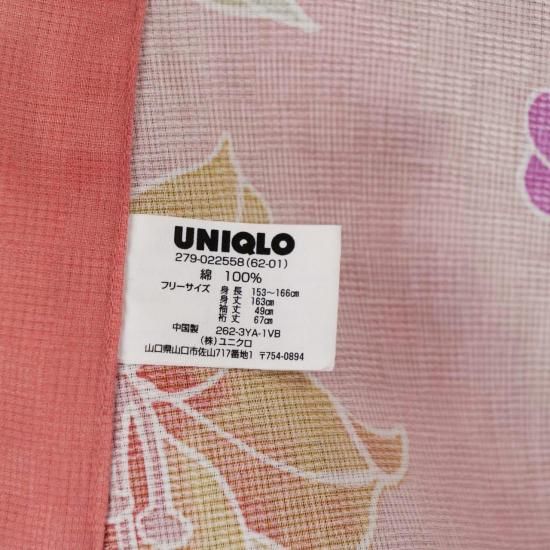 UNIQLO
279-022558(62-01)
綿 100%
フリーサイズ 身長 153〜166cm
身丈 163cm
袖丈 49cm
裄丈 67cm
中国製 262-3YA-1VB
(株)ユニクロ
山口県山口市佐山717番地1 〒754-0894